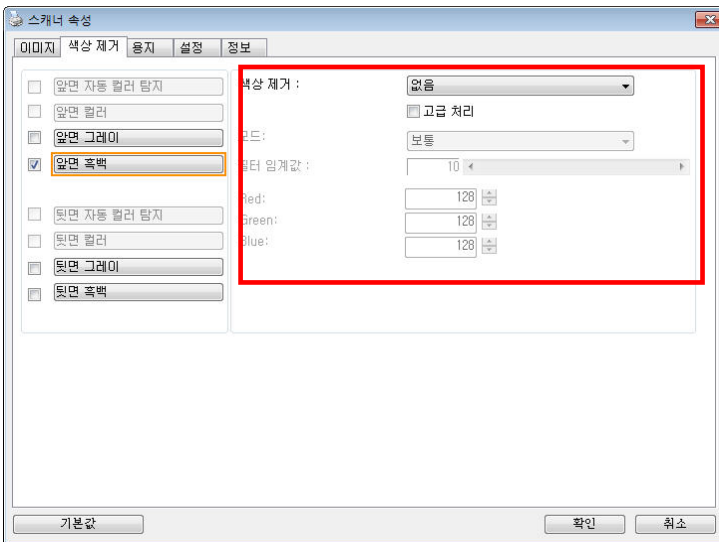 스캐너 속성
이미지 색상 제거 용지 설정 정보
앞면 자동 컬러 탐지
앞면 컬러
앞면 그레이
앞면 흑백
뒷면 자동 컬러 탐지
뒷면 컬러
뒷면 그레이
뒷면 흑백
색상 제거 : 없음
고급 처리
모드: 보통
필터 임계값 : 10
Red: 128
Green: 128
Blue: 128
기본값 확인 취소